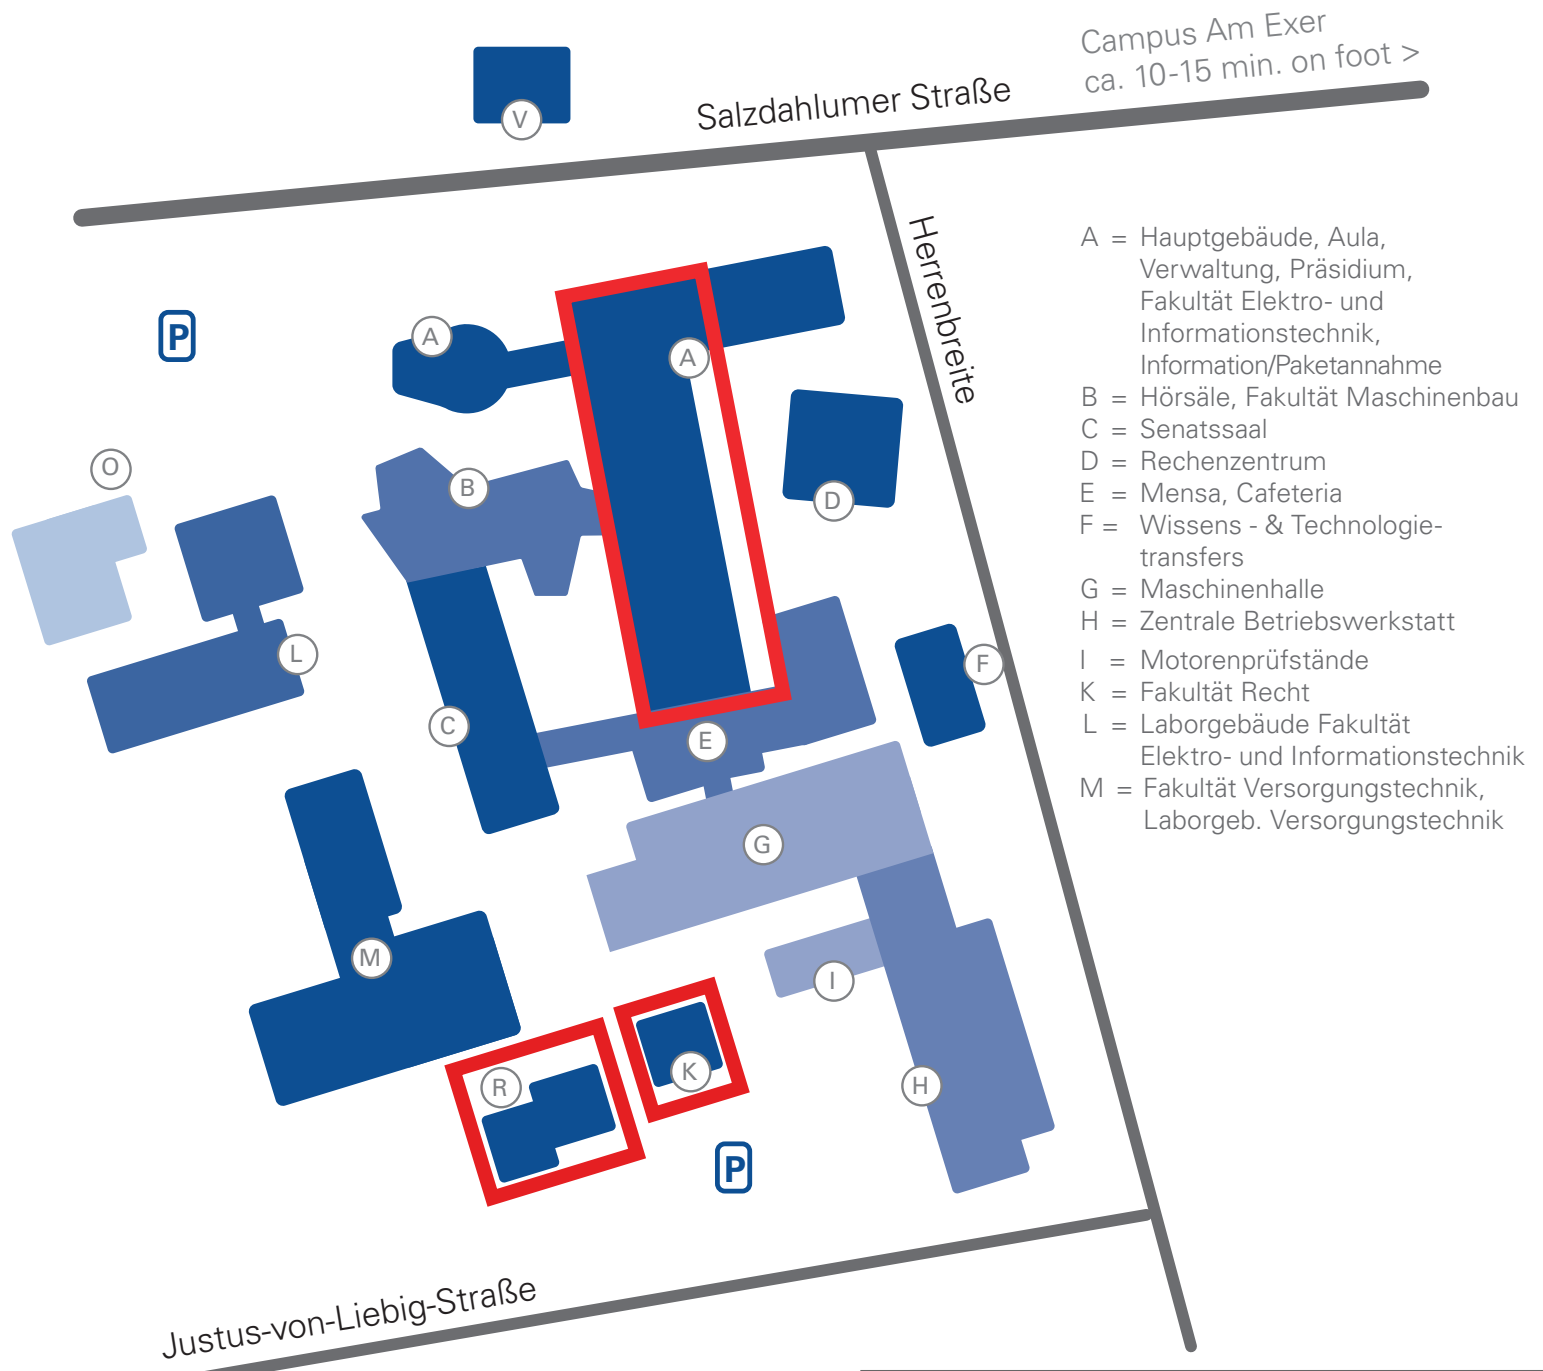 Campus Am Exer
ca. 10-15 min. on foot >
Salzdahlumer Straße
V
Herrenbreite
P
A
A
O
B
D
L
C
E
F
G
M
I
R
K
H
P
Justus-von-Liebig-Straße
A = Hauptgebäude, Aula,
Verwaltung, Präsidium,
Fakultät Elektro- und
Informationstechnik,
Information/Paketannahme
B = Hörsäle, Fakultät Maschinenbau
C = Senatssaal
D = Rechenzentrum
E = Mensa, Cafeteria
F = Wissens - & Technologie-
transfers
G = Maschinenhalle
H = Zentrale Betriebswerkstatt
I = Motorenprüfstände
K = Fakultät Recht
L = Laborgebäude Fakultät
Elektro- und Informationstechnik
M = Fakultät Versorgungstechnik,
Laborgeb. Versorgungstechnik